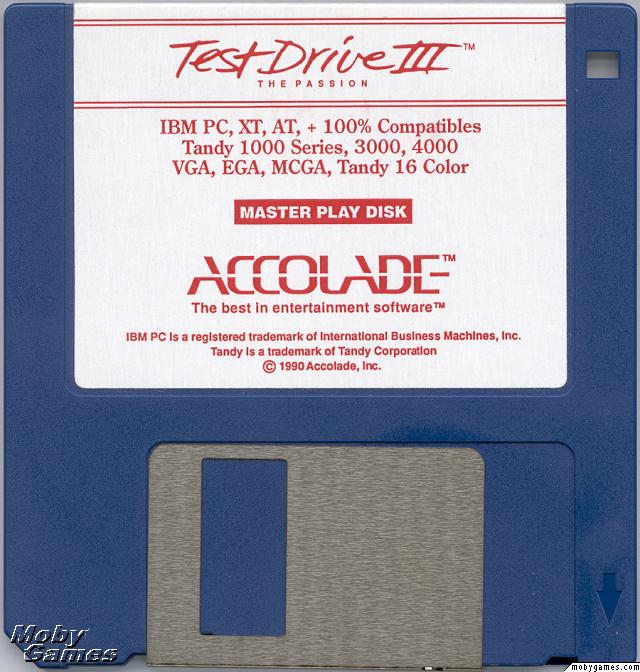 Test Drive III™
THE PASSION
IBM PC, XT, AT, + 100% Compatibles
Tandy 1000 Series, 3000, 4000
VGA, EGA, MCGA, Tandy 16 Color
MASTER PLAY DISK
ACCOLADE™
The best in entertainment software™
IBM PC is a registered trademark of International Business Machines, Inc.
Tandy is a trademark of Tandy Corporation
© 1990 Accolade, Inc.
Moby
Games
mobygames.com